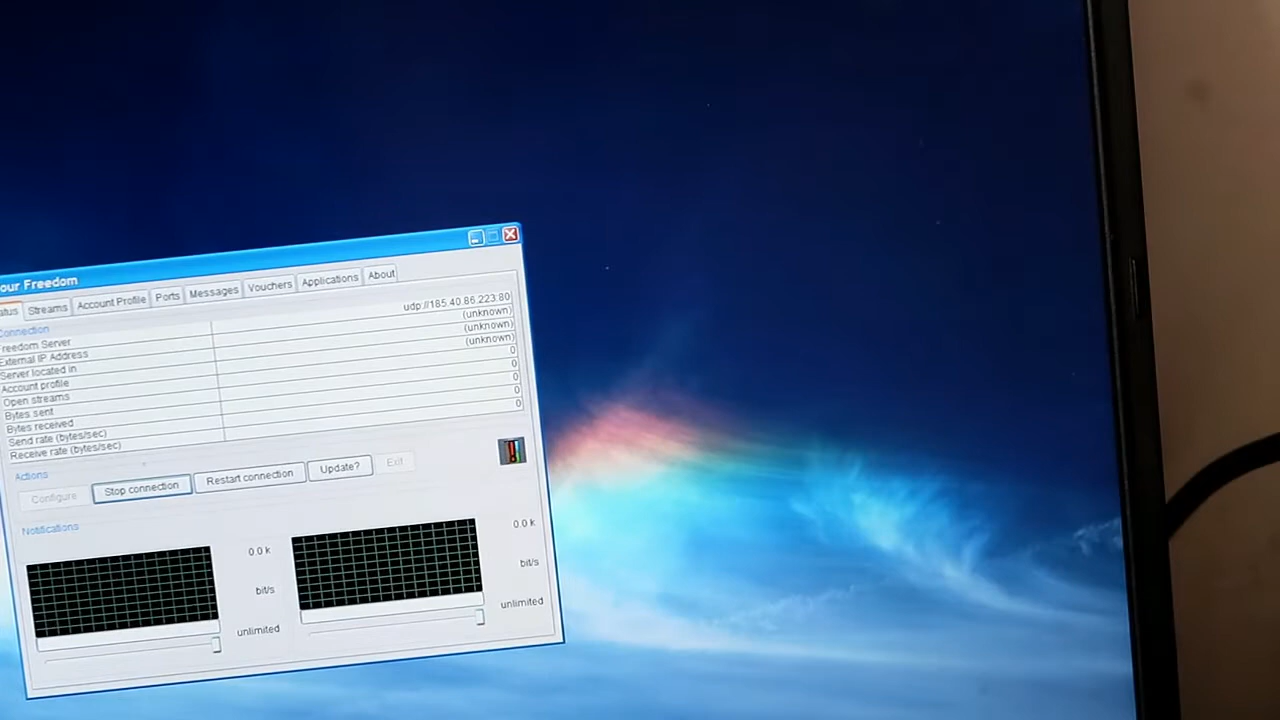 our Freedom
atus Streams Account Profile Ports Messages Vouchers Applications About
Connection
Freedom Server udp://185.40.86.223:80
External IP Address (unknown)
Server located in (unknown)
Account profile (unknown)
Open streams 0
Bytes sent 0
Bytes received 0
Send rate (bytes/sec) 0
Receive rate (bytes/sec) 0
Actions
Configure Stop connection Restart connection Update? Exit
Notifications
0.0 k 0.0 k
bit/s bit/s
unlimited unlimited